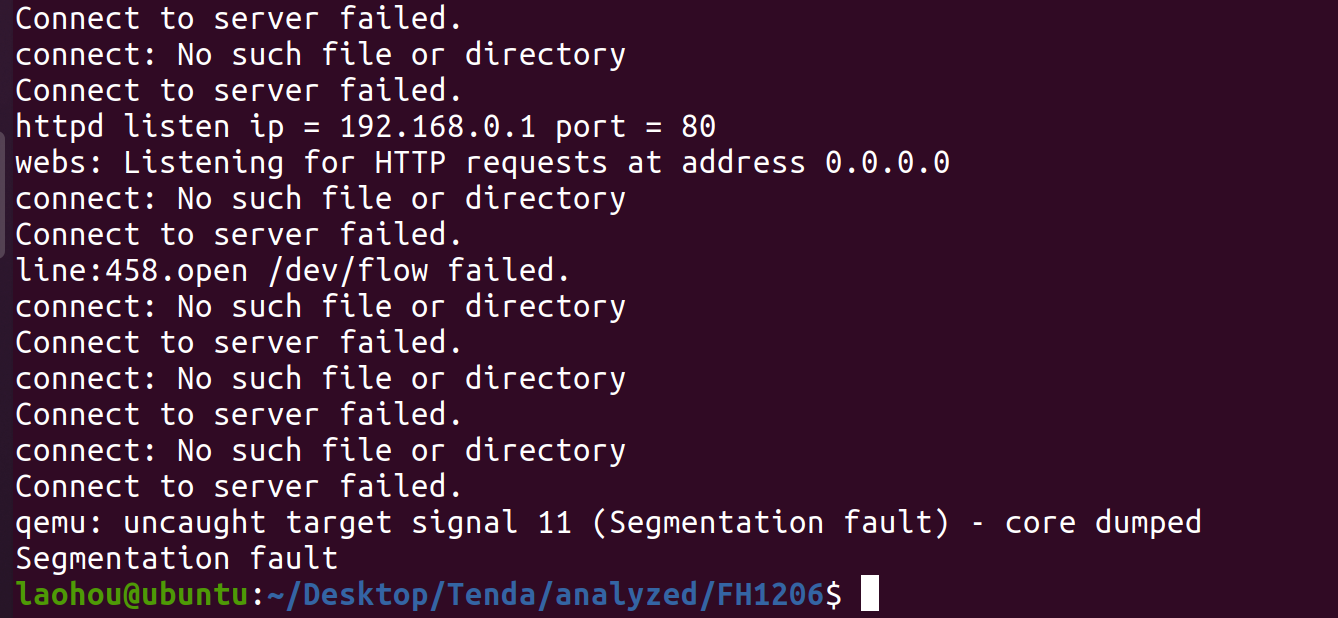 Connect to server failed.
connect: No such file or directory
Connect to server failed.
httpd listen ip = 192.168.0.1 port = 80
webs: Listening for HTTP requests at address 0.0.0.0
connect: No such file or directory
Connect to server failed.
line:458.open /dev/flow failed.
connect: No such file or directory
Connect to server failed.
connect: No such file or directory
Connect to server failed.
connect: No such file or directory
Connect to server failed.
qemu: uncaught target signal 11 (Segmentation fault) - core dumped
Segmentation fault
laohou@ubuntu:~/Desktop/Tenda/analyzed/FH1206$